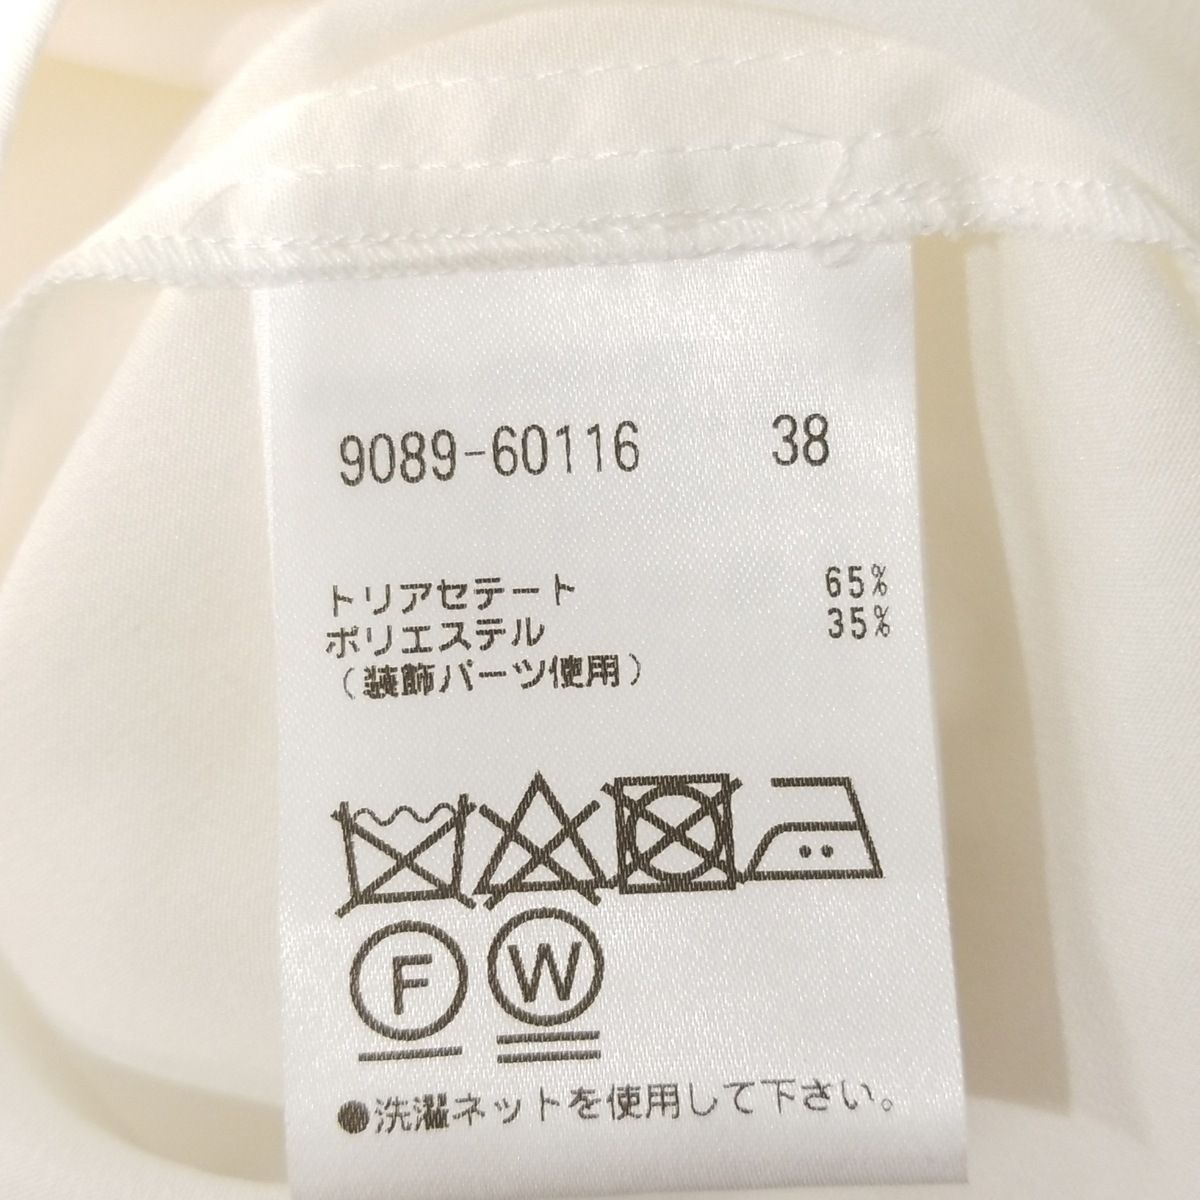 9089-60116 38
トリアセテート 65%
ポリエステル 35%
(装飾パーツ使用)
F W
●洗濯ネットを使用して下さい。